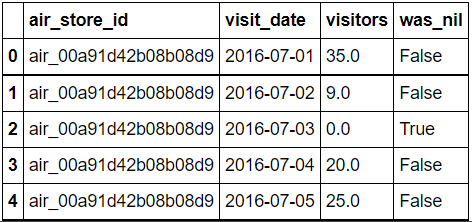 air_store_id visit_date visitors was_nil
0 air_00a91d42b08b08d9 2016-07-01 35.0 False
1 air_00a91d42b08b08d9 2016-07-02 9.0 False
2 air_00a91d42b08b08d9 2016-07-03 0.0 True
3 air_00a91d42b08b08d9 2016-07-04 20.0 False
4 air_00a91d42b08b08d9 2016-07-05 25.0 False